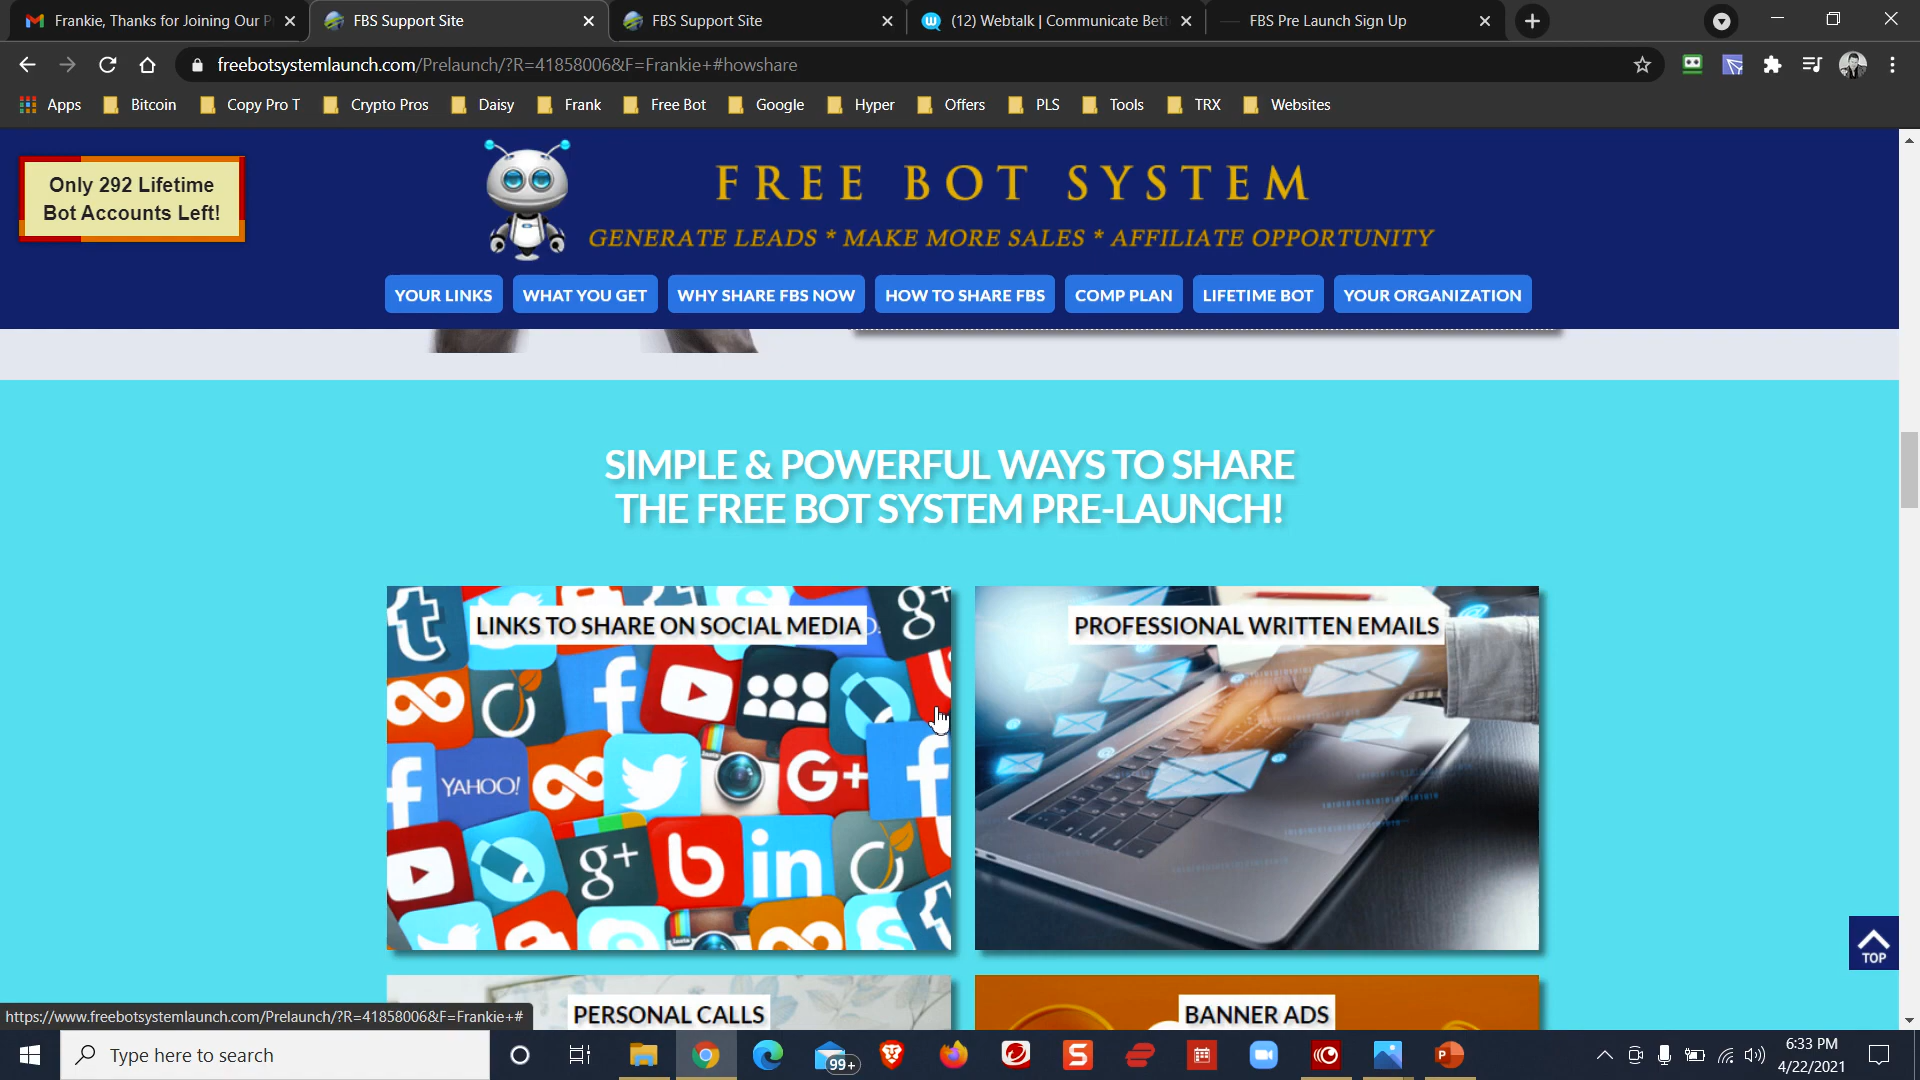 Frankie, Thanks for Joining Our P
FBS Support Site
FBS Support Site
(12) Webtalk | Communicate Bett
FBS Pre Launch Sign Up
freebotsystemlaunch.com/Prelaunch/?R=41858006&F=Frankie+#howshare
Apps
Bitcoin
Copy Pro T
Crypto Pros
Daisy
Frank
Free Bot
Google
Hyper
Offers
PLS
Tools
TRX
Websites
Only 292 Lifetime
Bot Accounts Left!
FREE BOT SYSTEM
GENERATE LEADS * MAKE MORE SALES * AFFILIATE OPPORTUNITY
YOUR LINKS
WHAT YOU GET
WHY SHARE FBS NOW
HOW TO SHARE FBS
COMP PLAN
LIFETIME BOT
YOUR ORGANIZATION
SIMPLE & POWERFUL WAYS TO SHARE
THE FREE BOT SYSTEM PRE-LAUNCH!
LINKS TO SHARE ON SOCIAL MEDIA
PROFESSIONAL WRITTEN EMAILS
YAHOO!
PERSONAL CALLS
BANNER ADS
TOP
https://www.freebotsystemlaunch.com/Prelaunch/?R=41858006&F=Frankie+#
Type here to search
99+
6:33 PM
4/22/2021